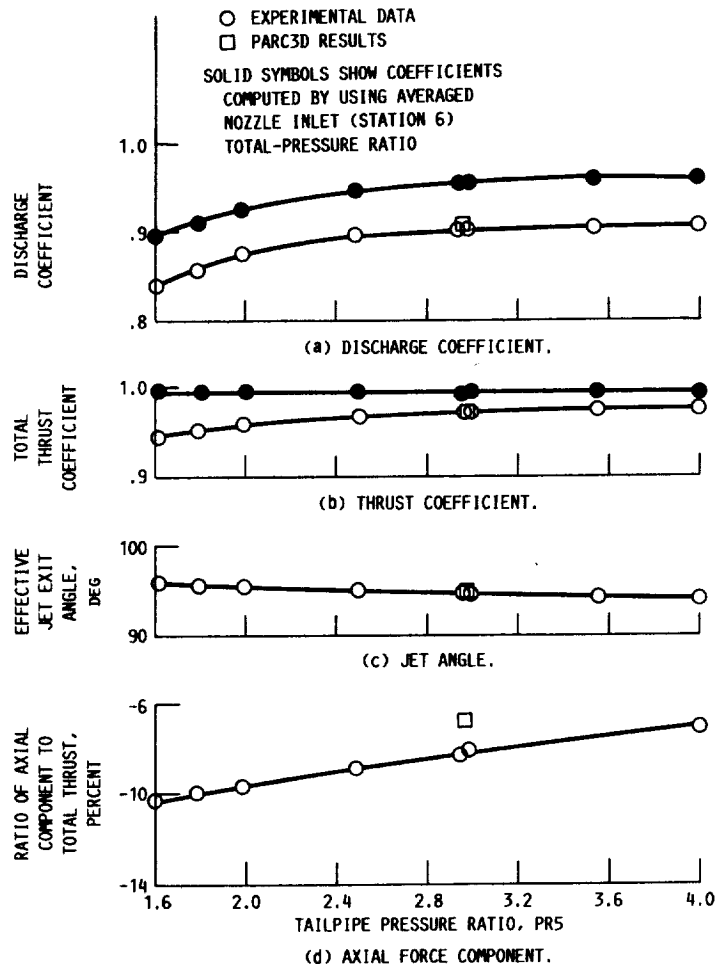 EXPERIMENTAL DATA
PARC3D RESULTS
SOLID SYMBOLS SHOW COEFFICIENTS
COMPUTED BY USING AVERAGED
NOZZLE INLET (STATION 6)
TOTAL-PRESSURE RATIO
DISCHARGE
COEFFICIENT
1.0
.9
.8
(a) DISCHARGE COEFFICIENT.
TOTAL
THRUST
COEFFICIENT
1.0
.9
(b) THRUST COEFFICIENT.
EFFECTIVE
JET EXIT
ANGLE,
DEG
100
90
(c) JET ANGLE.
RATIO OF AXIAL
COMPONENT TO
TOTAL THRUST,
PERCENT
-6
-10
-14
1.6 2.0 2.4 2.8 3.2 3.6 4.0
TAILPIPE PRESSURE RATIO, PR5
(d) AXIAL FORCE COMPONENT.